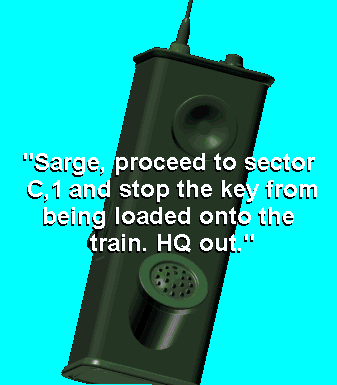 "Sarge, proceed to sector
C,1 and stop the key from
being loaded onto the
train. HQ out."